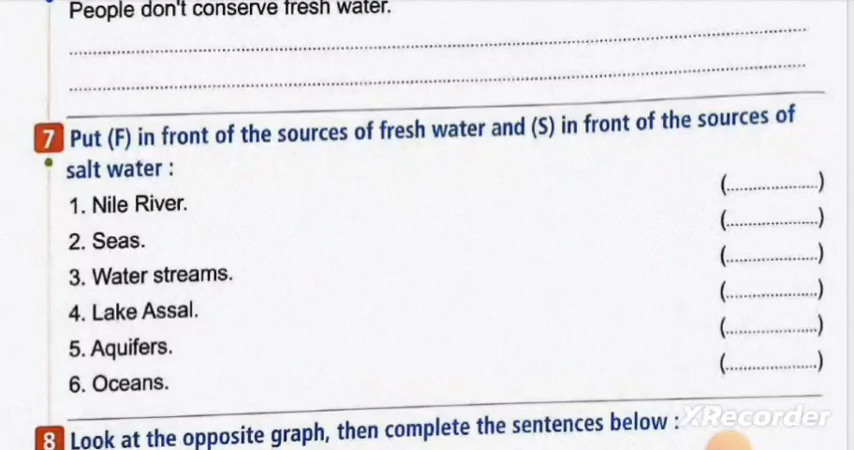 People don't conserve fresh water.
7 Put (F) in front of the sources of fresh water and (S) in front of the sources of
salt water :
1. Nile River. (....................)
2. Seas. (....................)
3. Water streams. (....................)
4. Lake Assal. (....................)
5. Aquifers. (....................)
6. Oceans. (....................)
8 Look at the opposite graph, then complete the sentences below :
XRecorder